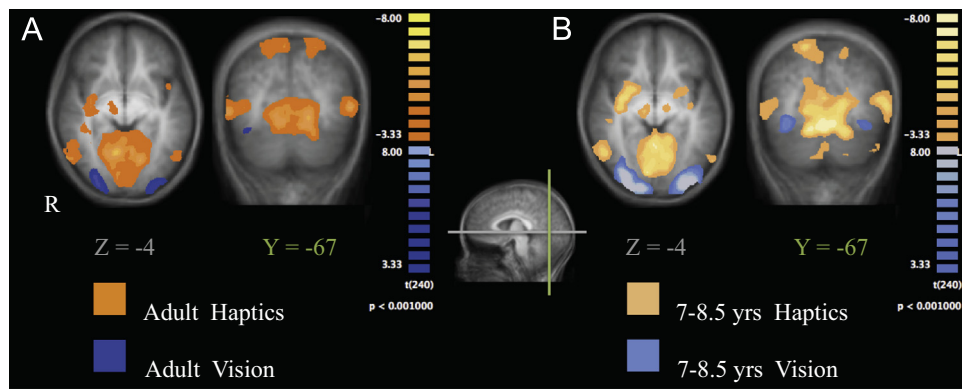 A
-8.00
-3.33
8.00
L
3.33
t(240)
p < 0.001000
R
Z = -4
Y = -67
Adult Haptics
Adult Vision
B
-8.00
-3.33
8.00
L
3.33
t(240)
p < 0.001000
Z = -4
Y = -67
7-8.5 yrs Haptics
7-8.5 yrs Vision